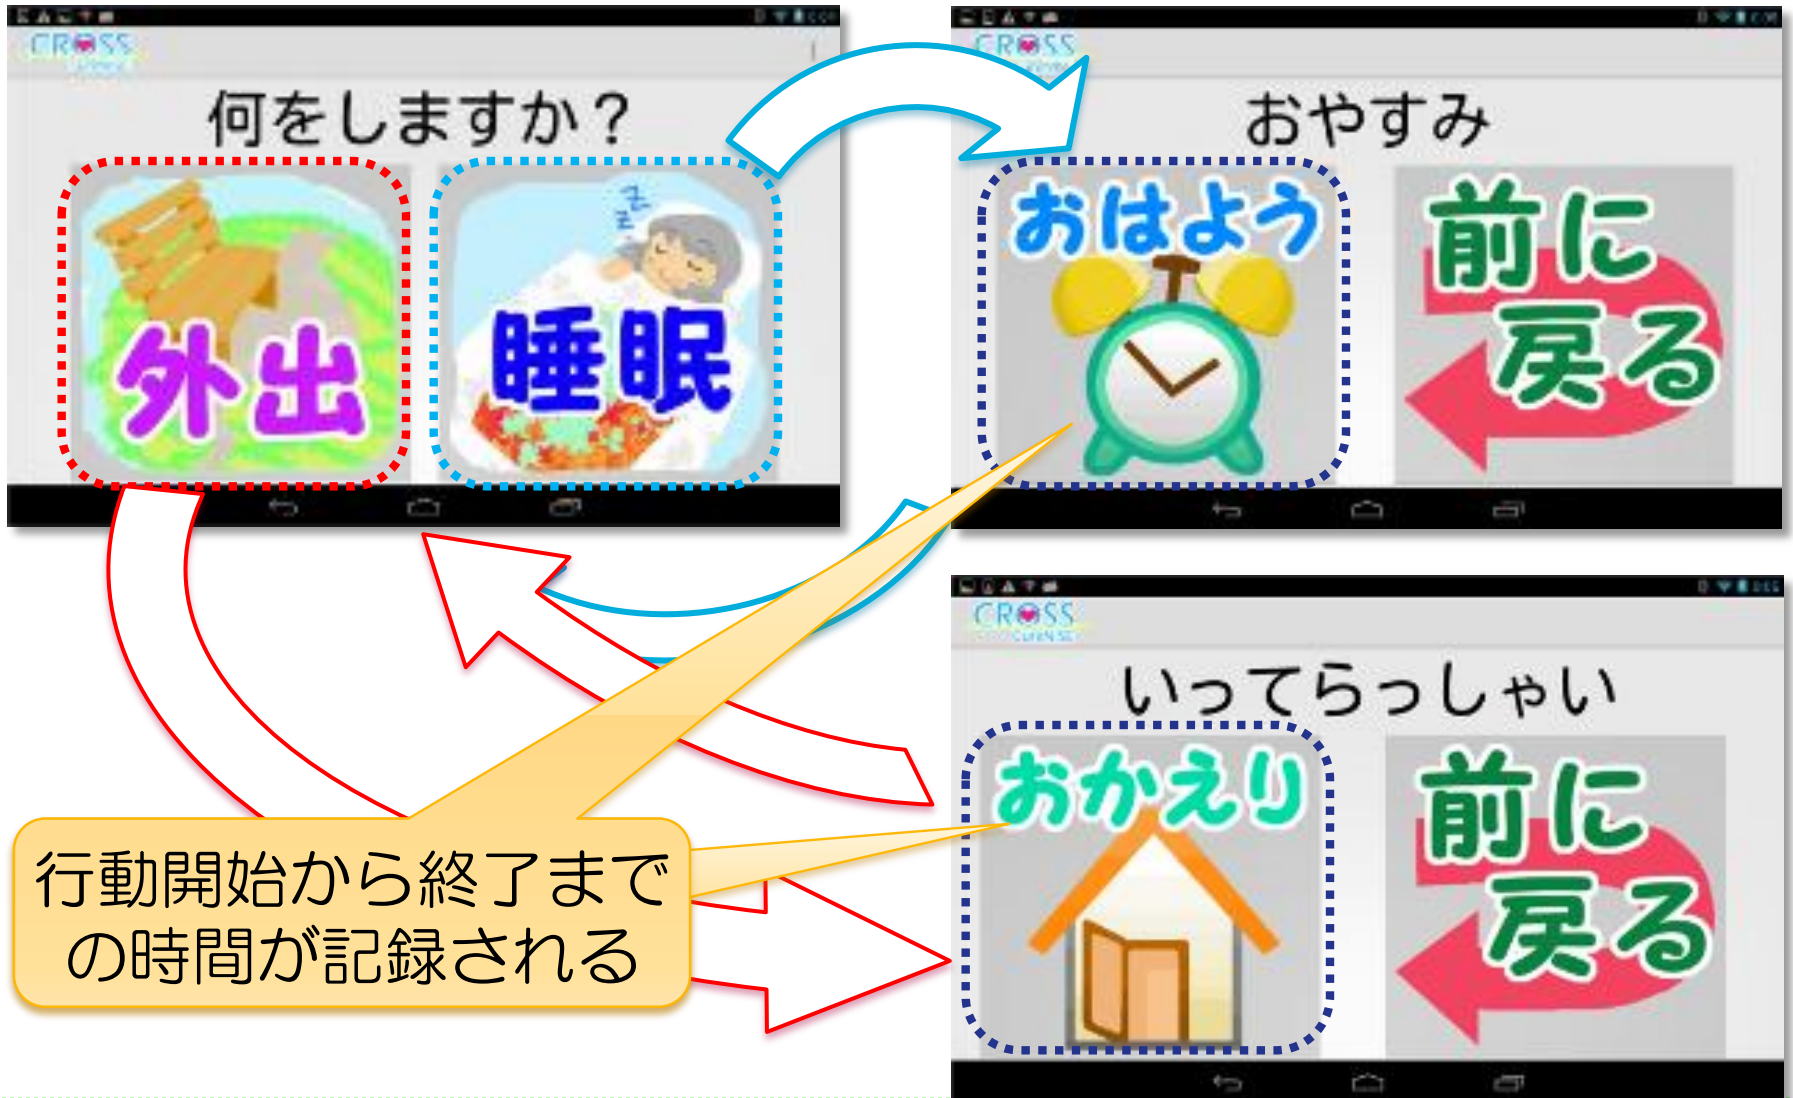 CROSS
何をしますか？
外出
睡眠
zzz
CROSS
おやすみ
おはよう
前に
戻る
CROSS
いってらっしゃい
おかえり
前に
戻る
行動開始から終了まで
の時間が記録される